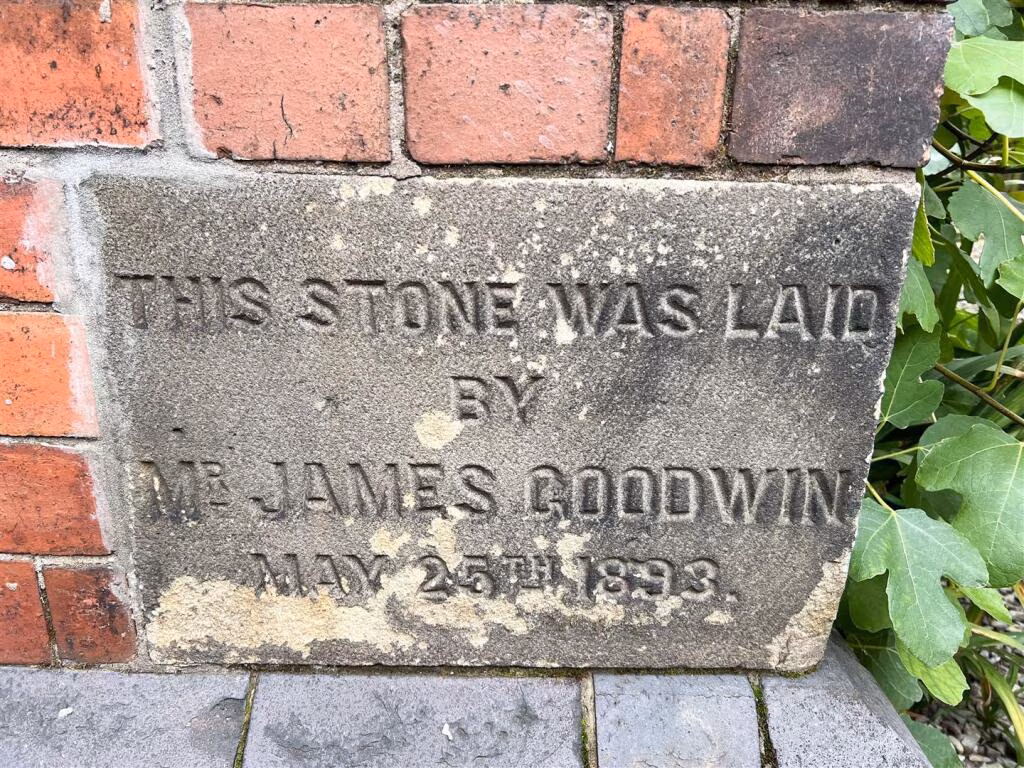 THIS STONE WAS LAID
BY
MR JAMES GOODWIN
MAY 25TH 1893.